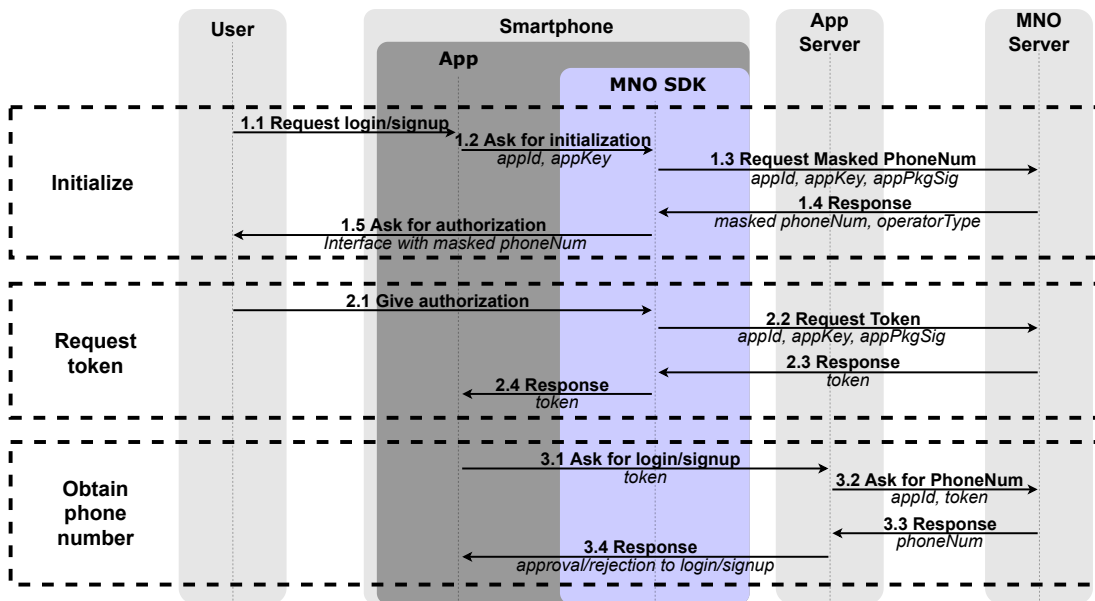 User
Smartphone
App
Server
MNO
Server
App
MNO SDK
Initialize
1.1 Request login/signup
1.2 Ask for initialization
appId, appKey
1.3 Request Masked PhoneNum
appId, appKey, appPkgSig
1.4 Response
masked phoneNum, operatorType
1.5 Ask for authorization
Interface with masked phoneNum
Request
token
2.1 Give authorization
2.2 Request Token
appId, appKey, appPkgSig
2.3 Response
token
2.4 Response
token
Obtain
phone
number
3.1 Ask for login/signup
token
3.2 Ask for PhoneNum
appId, token
3.3 Response
phoneNum
3.4 Response
approval/rejection to login/signup